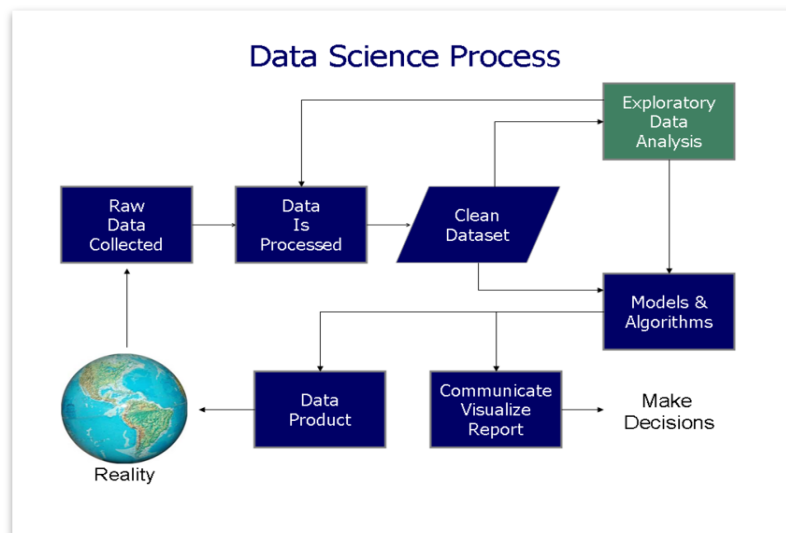 Data Science Process
Exploratory
Data
Analysis
Raw
Data
Collected
Data
Is
Processed
Clean
Dataset
Models &
Algorithms
Data
Product
Communicate
Visualize
Report
Make
Decisions
Reality